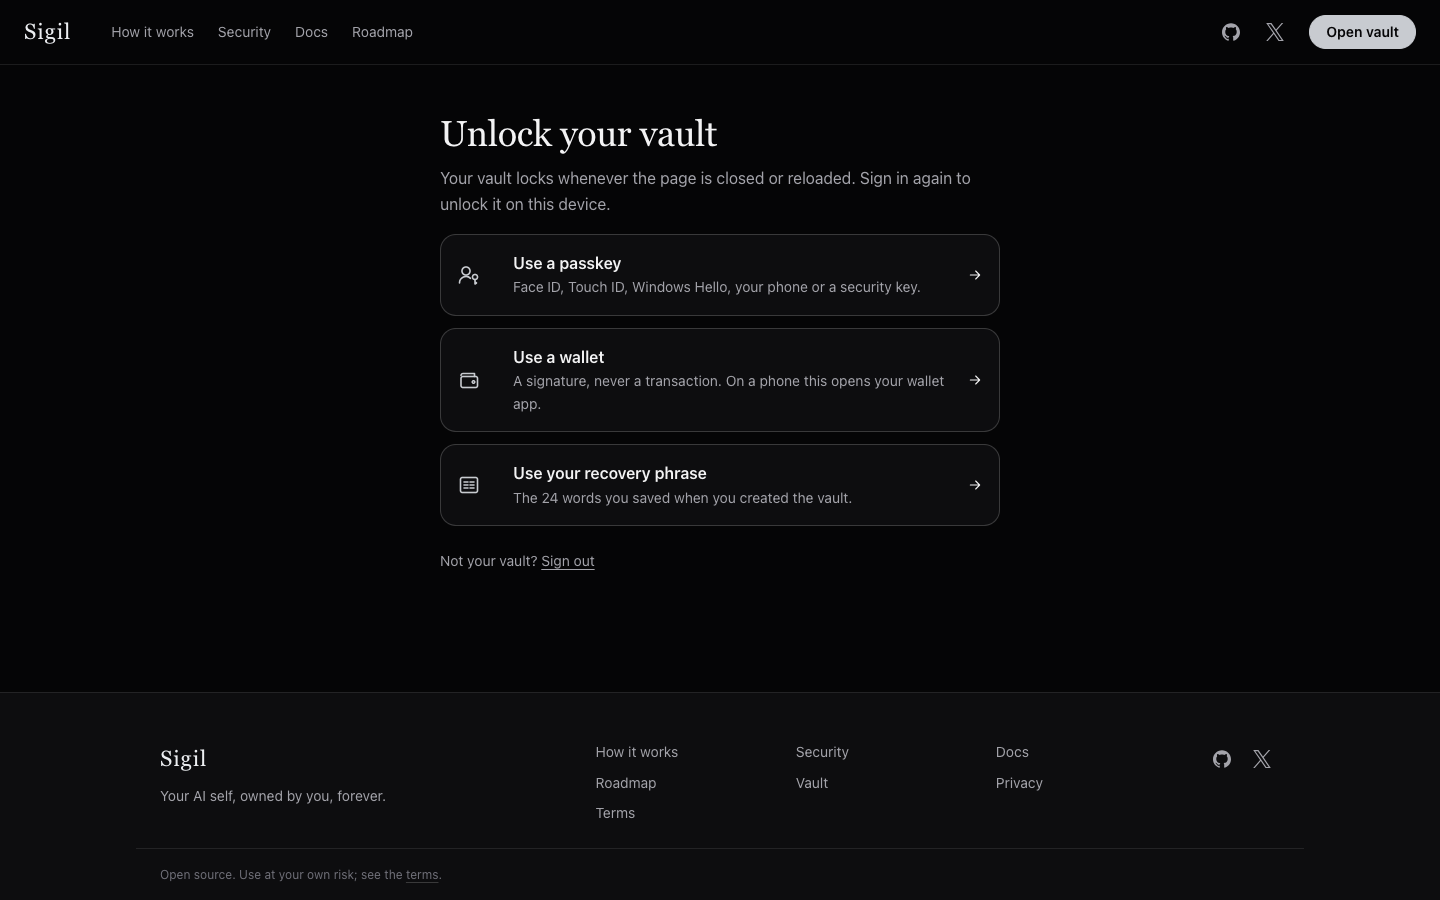 Sigil
How it works
Security
Docs
Roadmap
Open vault
Unlock your vault
Your vault locks whenever the page is closed or reloaded. Sign in again to
unlock it on this device.
Use a passkey
Face ID, Touch ID, Windows Hello, your phone or a security key.
Use a wallet
A signature, never a transaction. On a phone this opens your wallet
app.
Use your recovery phrase
The 24 words you saved when you created the vault.
Not your vault? Sign out
Sigil
Your AI self, owned by you, forever.
How it works
Security
Docs
Roadmap
Vault
Privacy
Terms
Open source. Use at your own risk; see the terms.